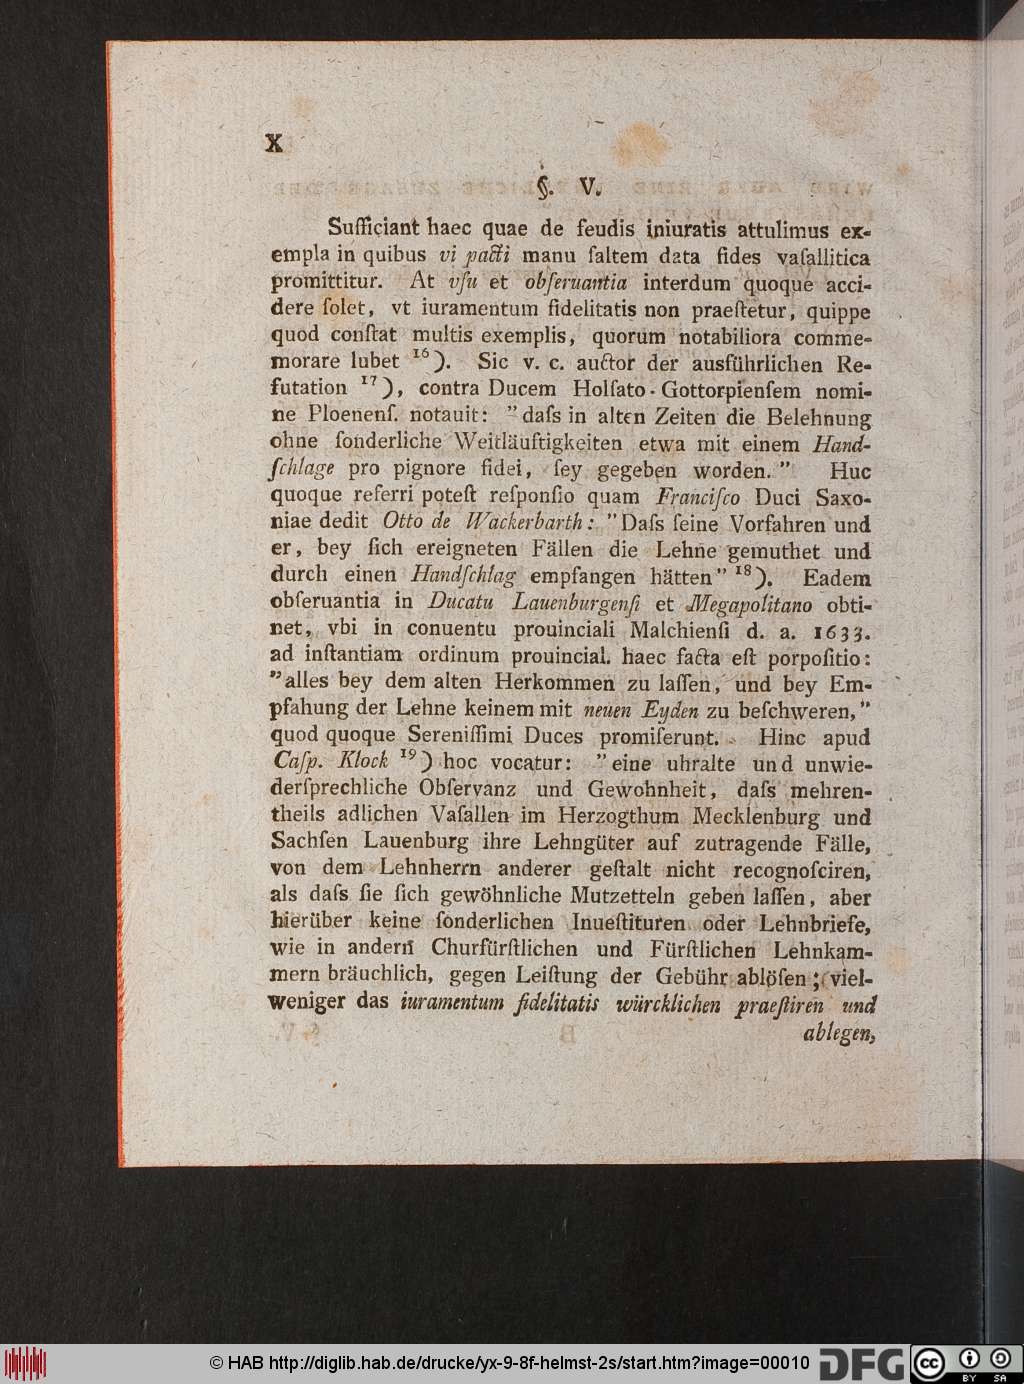 X
§. V.
Sufficiant haec quae de feudis iniuratis attulimus ex-
empla in quibus vi pacti manu ſaltem data fides vaſallitica
promittitur. At vſu et obſeruantia interdum quoque acci-
dere ſolet, vt iuramentum fidelitatis non praeſtetur, quippe
quod conſtat multis exemplis, quorum notabiliora comme-
morare lubet ¹⁶). Sic v. c. auctor der ausführlichen Re-
futation ¹⁷), contra Ducem Holſato-Gottorpienſem nomi-
ne Ploenenſ. notauit: ”daſs in alten Zeiten die Belehnung
ohne ſonderliche Weitläuftigkeiten etwa mit einem Hand-
ſchlage pro pignore fidei, ſey gegeben worden.” Huc
quoque referri poteſt reſponſio quam Franciſco Duci Saxo-
niae dedit Otto de Wackerbarth: ”Daſs ſeine Vorfahren und
er, bey ſich ereigneten Fällen die Lehne gemuthet und
durch einen Handſchlag empfangen hätten” ¹⁸). Eadem
obſeruantia in Ducatu Lauenburgenſi et Megapolitano obti-
net, vbi in conuentu prouinciali Malchienſi d. a. 1633.
ad inſtantiam ordinum prouincial. haec facta eſt porpoſitio:
”alles bey dem alten Herkommen zu laſſen, und bey Em-
pfahung der Lehne keinem mit neuen Eyden zu beſchweren,”
quod quoque Sereniſſimi Duces promiſerunt. Hinc apud
Caſp. Klock ¹⁹) hoc vocatur: ”eine uhralte und unwie-
derſprechliche Obſervanz und Gewohnheit, daſs mehren-
theils adlichen Vaſallen im Herzogthum Mecklenburg und
Sachſen Lauenburg ihre Lehngüter auf zutragende Fälle,
von dem Lehnherrn anderer geſtalt nicht recognoſciren,
als daſs ſie ſich gewöhnliche Mutzetteln geben laſſen, aber
hierüber keine ſonderlichen Inueſtituren oder Lehnbriefe,
wie in andern Churfürſtlichen und Fürſtlichen Lehnkam-
mern bräuchlich, gegen Leiſtung der Gebühr ablöſen; viel-
weniger das iuramentum fidelitatis würcklichen praeſtiren und
ablegen,
© HAB http://diglib.hab.de/drucke/yx-9-8f-helmst-2s/start.htm?image=00010
DFG
cc BY SA